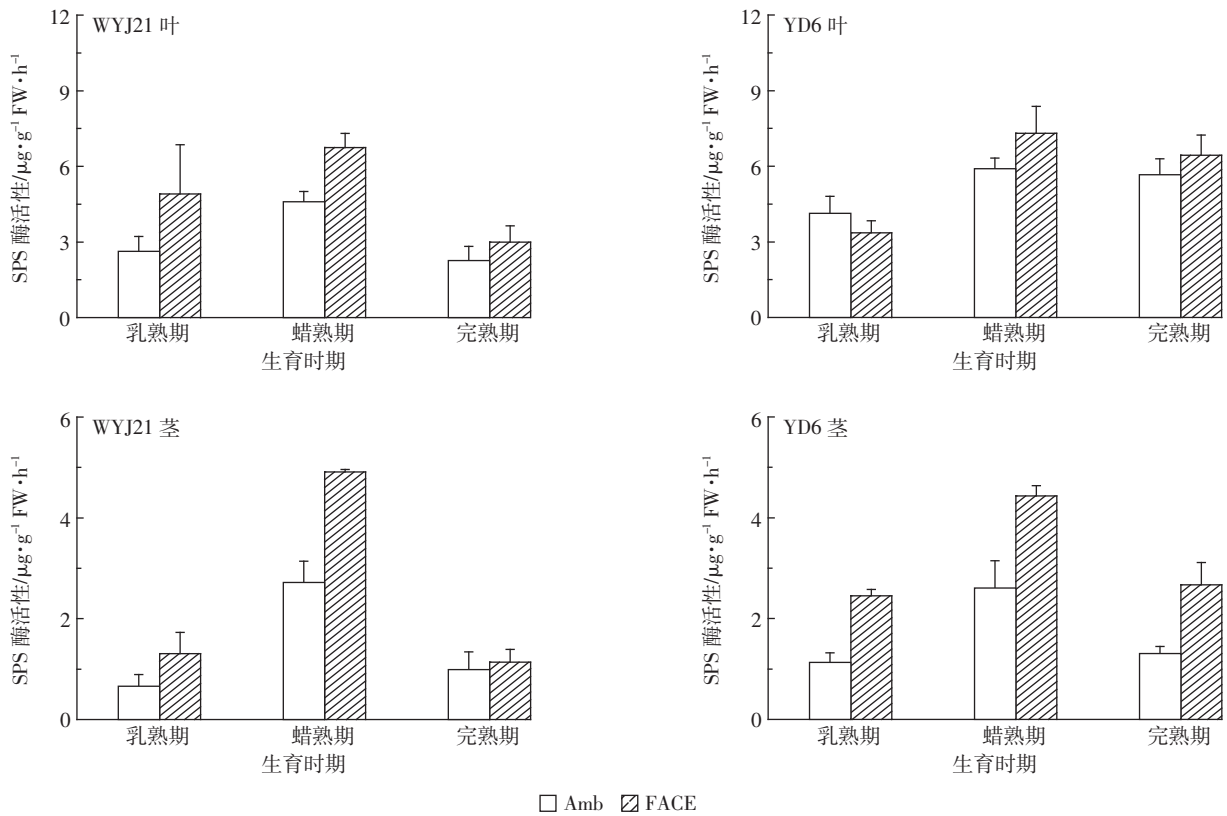 WYJ21 叶
12
9
6
3
0
SPS 酶活性/μg·g⁻¹ FW·h⁻¹
乳熟期 蜡熟期 完熟期
生育时期
YD6 叶
12
9
6
3
0
SPS 酶活性/μg·g⁻¹ FW·h⁻¹
乳熟期 蜡熟期 完熟期
生育时期
WYJ21 茎
6
4
2
0
SPS 酶活性/μg·g⁻¹ FW·h⁻¹
乳熟期 蜡熟期 完熟期
生育时期
YD6 茎
6
4
2
0
SPS 酶活性/μg·g⁻¹ FW·h⁻¹
乳熟期 蜡熟期 完熟期
生育时期
Amb FACE